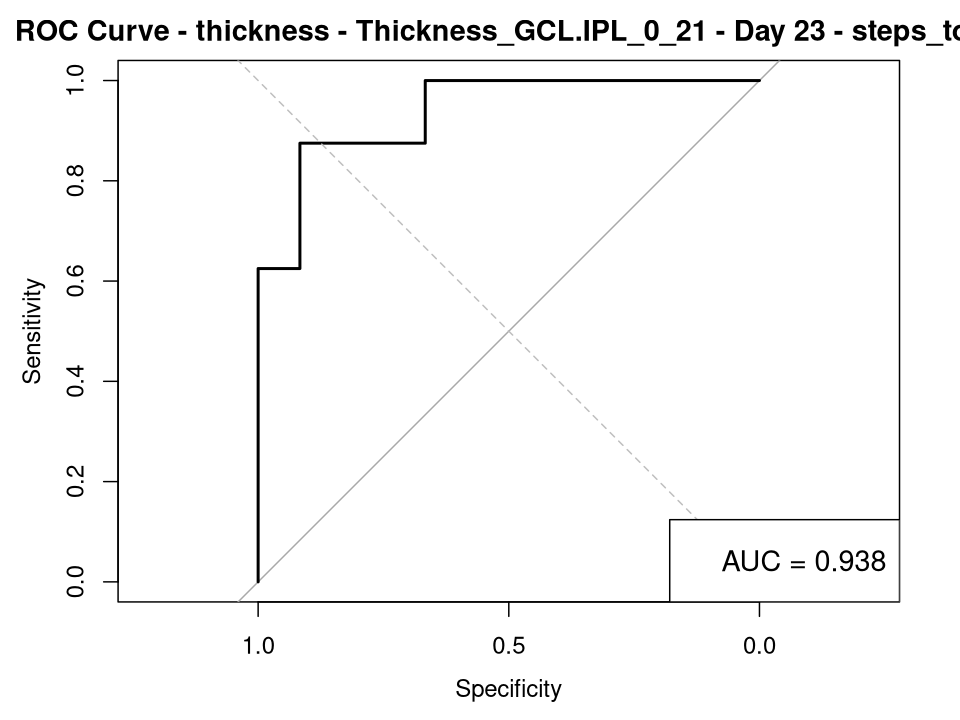 ROC Curve - thickness - Thickness_GCL.IPL_0_21 - Day 23 - steps_to
1.0
0.8
0.6
0.4
0.2
0.0
Sensitivity
AUC = 0.938
1.0 0.5 0.0
Specificity